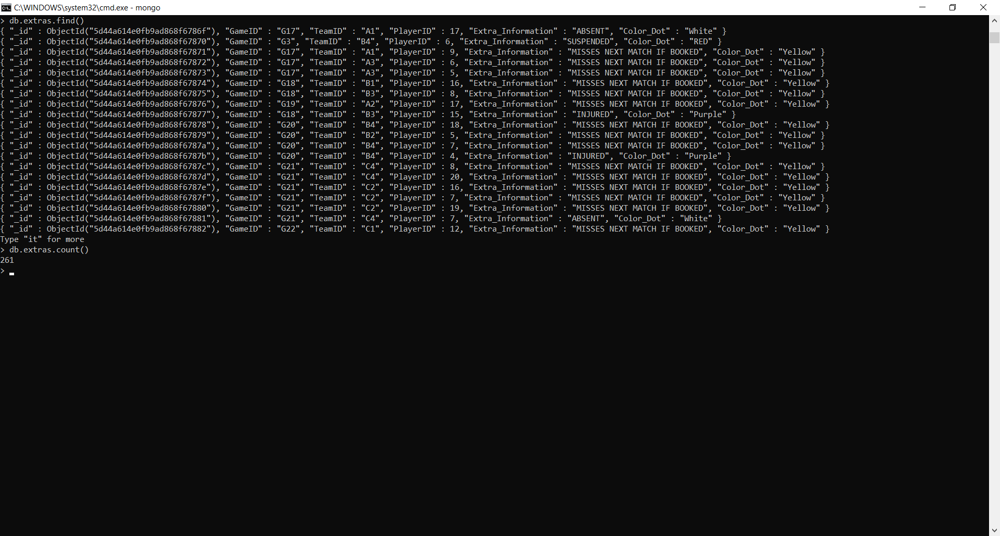 C:\WINDOWS\system32\cmd.exe - mongo
> db.extras.find()
{ "_id" : ObjectId("5d44a614e0fb9ad868f6786f"), "GameID" : "G17", "TeamID" : "A1", "PlayerID" : 17, "Extra_Information" : "ABSENT", "Color_Dot" : "White" }
{ "_id" : ObjectId("5d44a614e0fb9ad868f67870"), "GameID" : "G3", "TeamID" : "B4", "PlayerID" : 6, "Extra_Information" : "SUSPENDED", "Color_Dot" : "RED" }
{ "_id" : ObjectId("5d44a614e0fb9ad868f67871"), "GameID" : "G17", "TeamID" : "A1", "PlayerID" : 9, "Extra_Information" : "MISSES NEXT MATCH IF BOOKED", "Color_Dot" : "Yellow" }
{ "_id" : ObjectId("5d44a614e0fb9ad868f67872"), "GameID" : "G17", "TeamID" : "A3", "PlayerID" : 6, "Extra_Information" : "MISSES NEXT MATCH IF BOOKED", "Color_Dot" : "Yellow" }
{ "_id" : ObjectId("5d44a614e0fb9ad868f67873"), "GameID" : "G17", "TeamID" : "A3", "PlayerID" : 5, "Extra_Information" : "MISSES NEXT MATCH IF BOOKED", "Color_Dot" : "Yellow" }
{ "_id" : ObjectId("5d44a614e0fb9ad868f67874"), "GameID" : "G18", "TeamID" : "B1", "PlayerID" : 16, "Extra_Information" : "MISSES NEXT MATCH IF BOOKED", "Color_Dot" : "Yellow" }
{ "_id" : ObjectId("5d44a614e0fb9ad868f67875"), "GameID" : "G18", "TeamID" : "B3", "PlayerID" : 8, "Extra_Information" : "MISSES NEXT MATCH IF BOOKED", "Color_Dot" : "Yellow" }
{ "_id" : ObjectId("5d44a614e0fb9ad868f67876"), "GameID" : "G19", "TeamID" : "A2", "PlayerID" : 17, "Extra_Information" : "MISSES NEXT MATCH IF BOOKED", "Color_Dot" : "Yellow" }
{ "_id" : ObjectId("5d44a614e0fb9ad868f67877"), "GameID" : "G18", "TeamID" : "B3", "PlayerID" : 15, "Extra_Information" : "INJURED", "Color_Dot" : "Purple" }
{ "_id" : ObjectId("5d44a614e0fb9ad868f67878"), "GameID" : "G20", "TeamID" : "B4", "PlayerID" : 18, "Extra_Information" : "MISSES NEXT MATCH IF BOOKED", "Color_Dot" : "Yellow" }
{ "_id" : ObjectId("5d44a614e0fb9ad868f67879"), "GameID" : "G20", "TeamID" : "B2", "PlayerID" : 5, "Extra_Information" : "MISSES NEXT MATCH IF BOOKED", "Color_Dot" : "Yellow" }
{ "_id" : ObjectId("5d44a614e0fb9ad868f6787a"), "GameID" : "G20", "TeamID" : "B4", "PlayerID" : 7, "Extra_Information" : "MISSES NEXT MATCH IF BOOKED", "Color_Dot" : "Yellow" }
{ "_id" : ObjectId("5d44a614e0fb9ad868f6787b"), "GameID" : "G20", "TeamID" : "B4", "PlayerID" : 4, "Extra_Information" : "INJURED", "Color_Dot" : "Purple" }
{ "_id" : ObjectId("5d44a614e0fb9ad868f6787c"), "GameID" : "G21", "TeamID" : "C4", "PlayerID" : 8, "Extra_Information" : "MISSES NEXT MATCH IF BOOKED", "Color_Dot" : "Yellow" }
{ "_id" : ObjectId("5d44a614e0fb9ad868f6787d"), "GameID" : "G21", "TeamID" : "C4", "PlayerID" : 20, "Extra_Information" : "MISSES NEXT MATCH IF BOOKED", "Color_Dot" : "Yellow" }
{ "_id" : ObjectId("5d44a614e0fb9ad868f6787e"), "GameID" : "G21", "TeamID" : "C2", "PlayerID" : 16, "Extra_Information" : "MISSES NEXT MATCH IF BOOKED", "Color_Dot" : "Yellow" }
{ "_id" : ObjectId("5d44a614e0fb9ad868f6787f"), "GameID" : "G21", "TeamID" : "C2", "PlayerID" : 7, "Extra_Information" : "MISSES NEXT MATCH IF BOOKED", "Color_Dot" : "Yellow" }
{ "_id" : ObjectId("5d44a614e0fb9ad868f67880"), "GameID" : "G21", "TeamID" : "C2", "PlayerID" : 19, "Extra_Information" : "MISSES NEXT MATCH IF BOOKED", "Color_Dot" : "Yellow" }
{ "_id" : ObjectId("5d44a614e0fb9ad868f67881"), "GameID" : "G21", "TeamID" : "C4", "PlayerID" : 7, "Extra_Information" : "ABSENT", "Color_Dot" : "White" }
{ "_id" : ObjectId("5d44a614e0fb9ad868f67882"), "GameID" : "G22", "TeamID" : "C1", "PlayerID" : 12, "Extra_Information" : "MISSES NEXT MATCH IF BOOKED", "Color_Dot" : "Yellow" }
Type "it" for more
> db.extras.count()
261
>